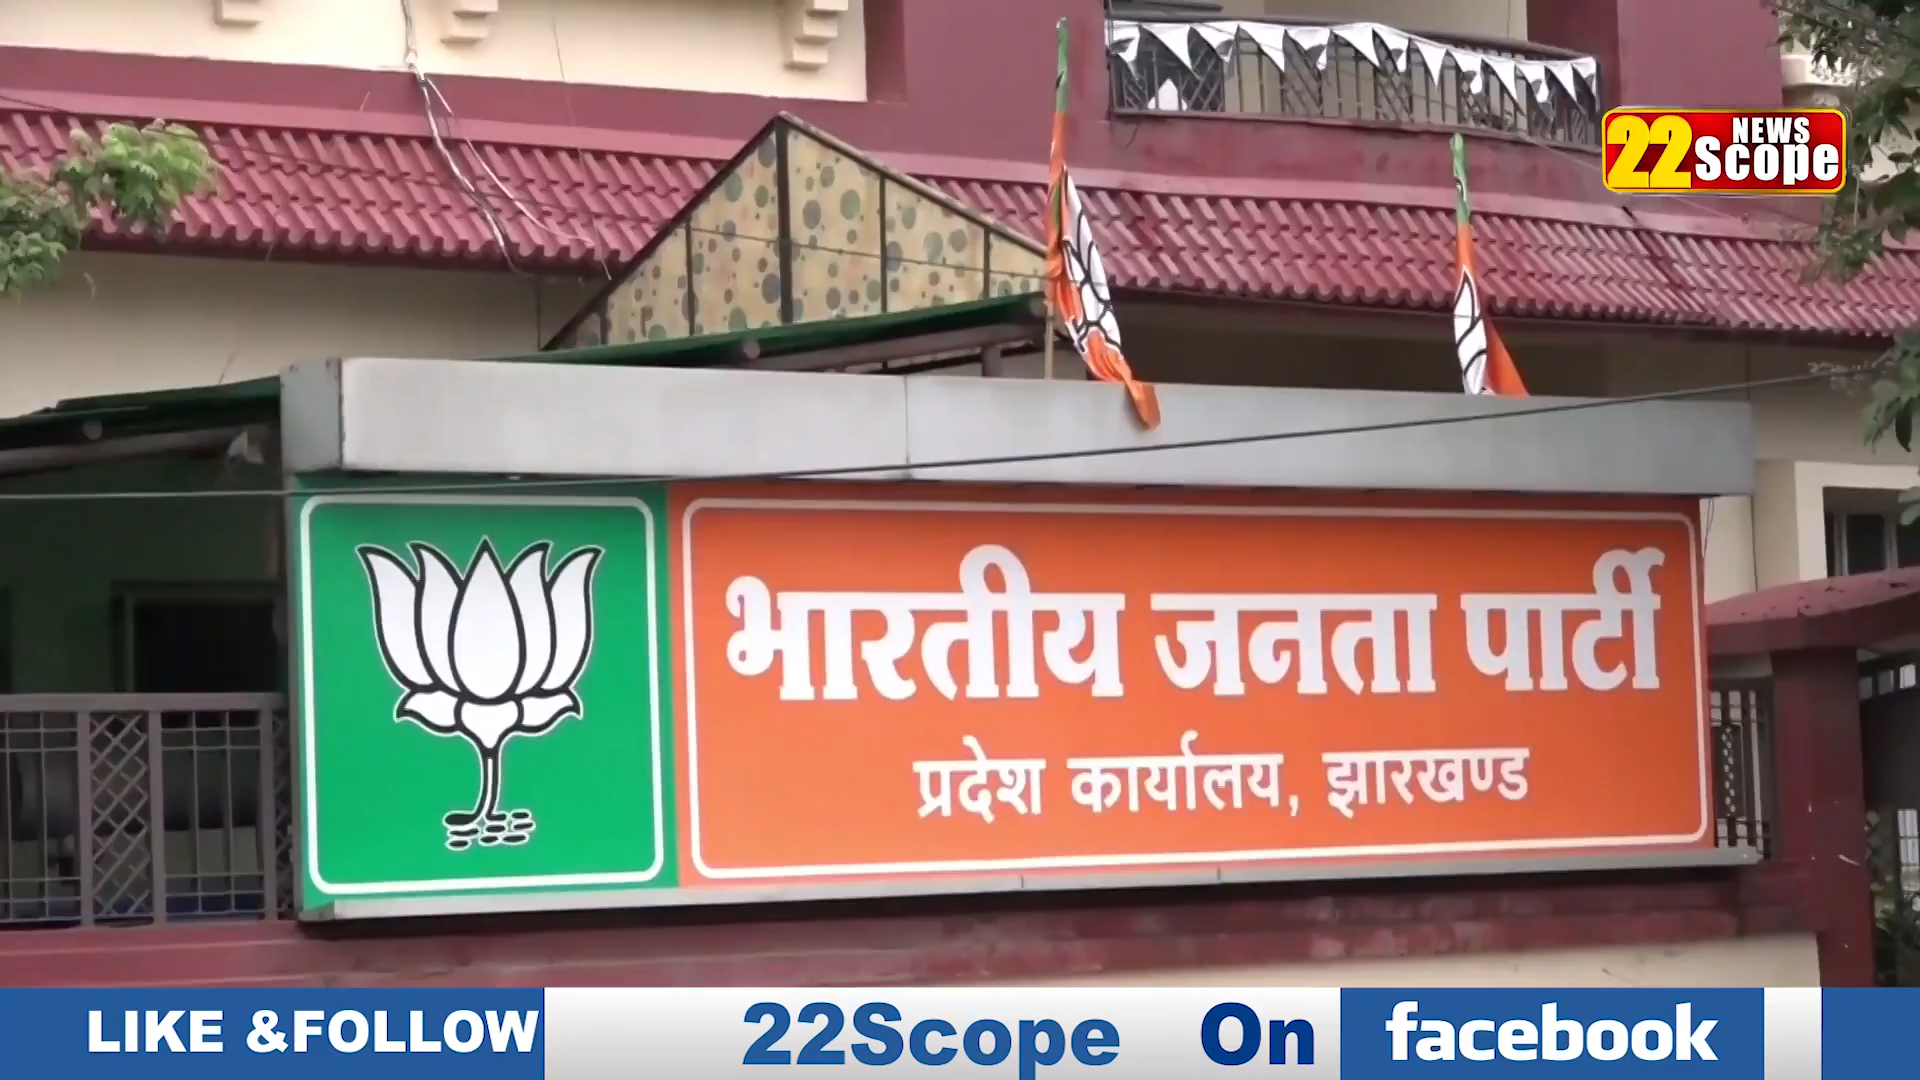 22 NEWS Scope
भारतीय जनता पार्टी
प्रदेश कार्यालय, झारखण्ड
LIKE &FOLLOW 22Scope On facebook